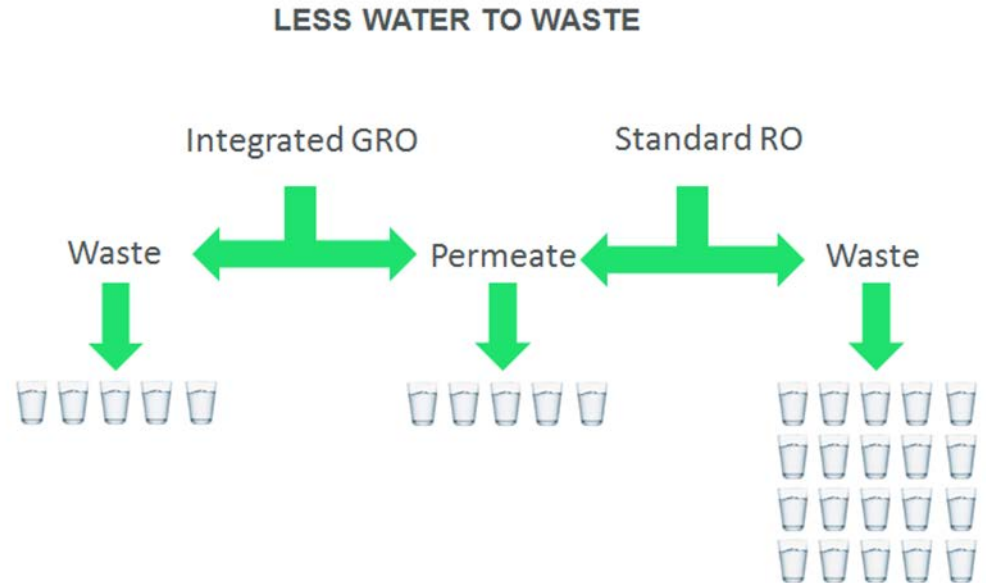 LESS WATER TO WASTE
Integrated GRO
Standard RO
Waste
Permeate
Waste